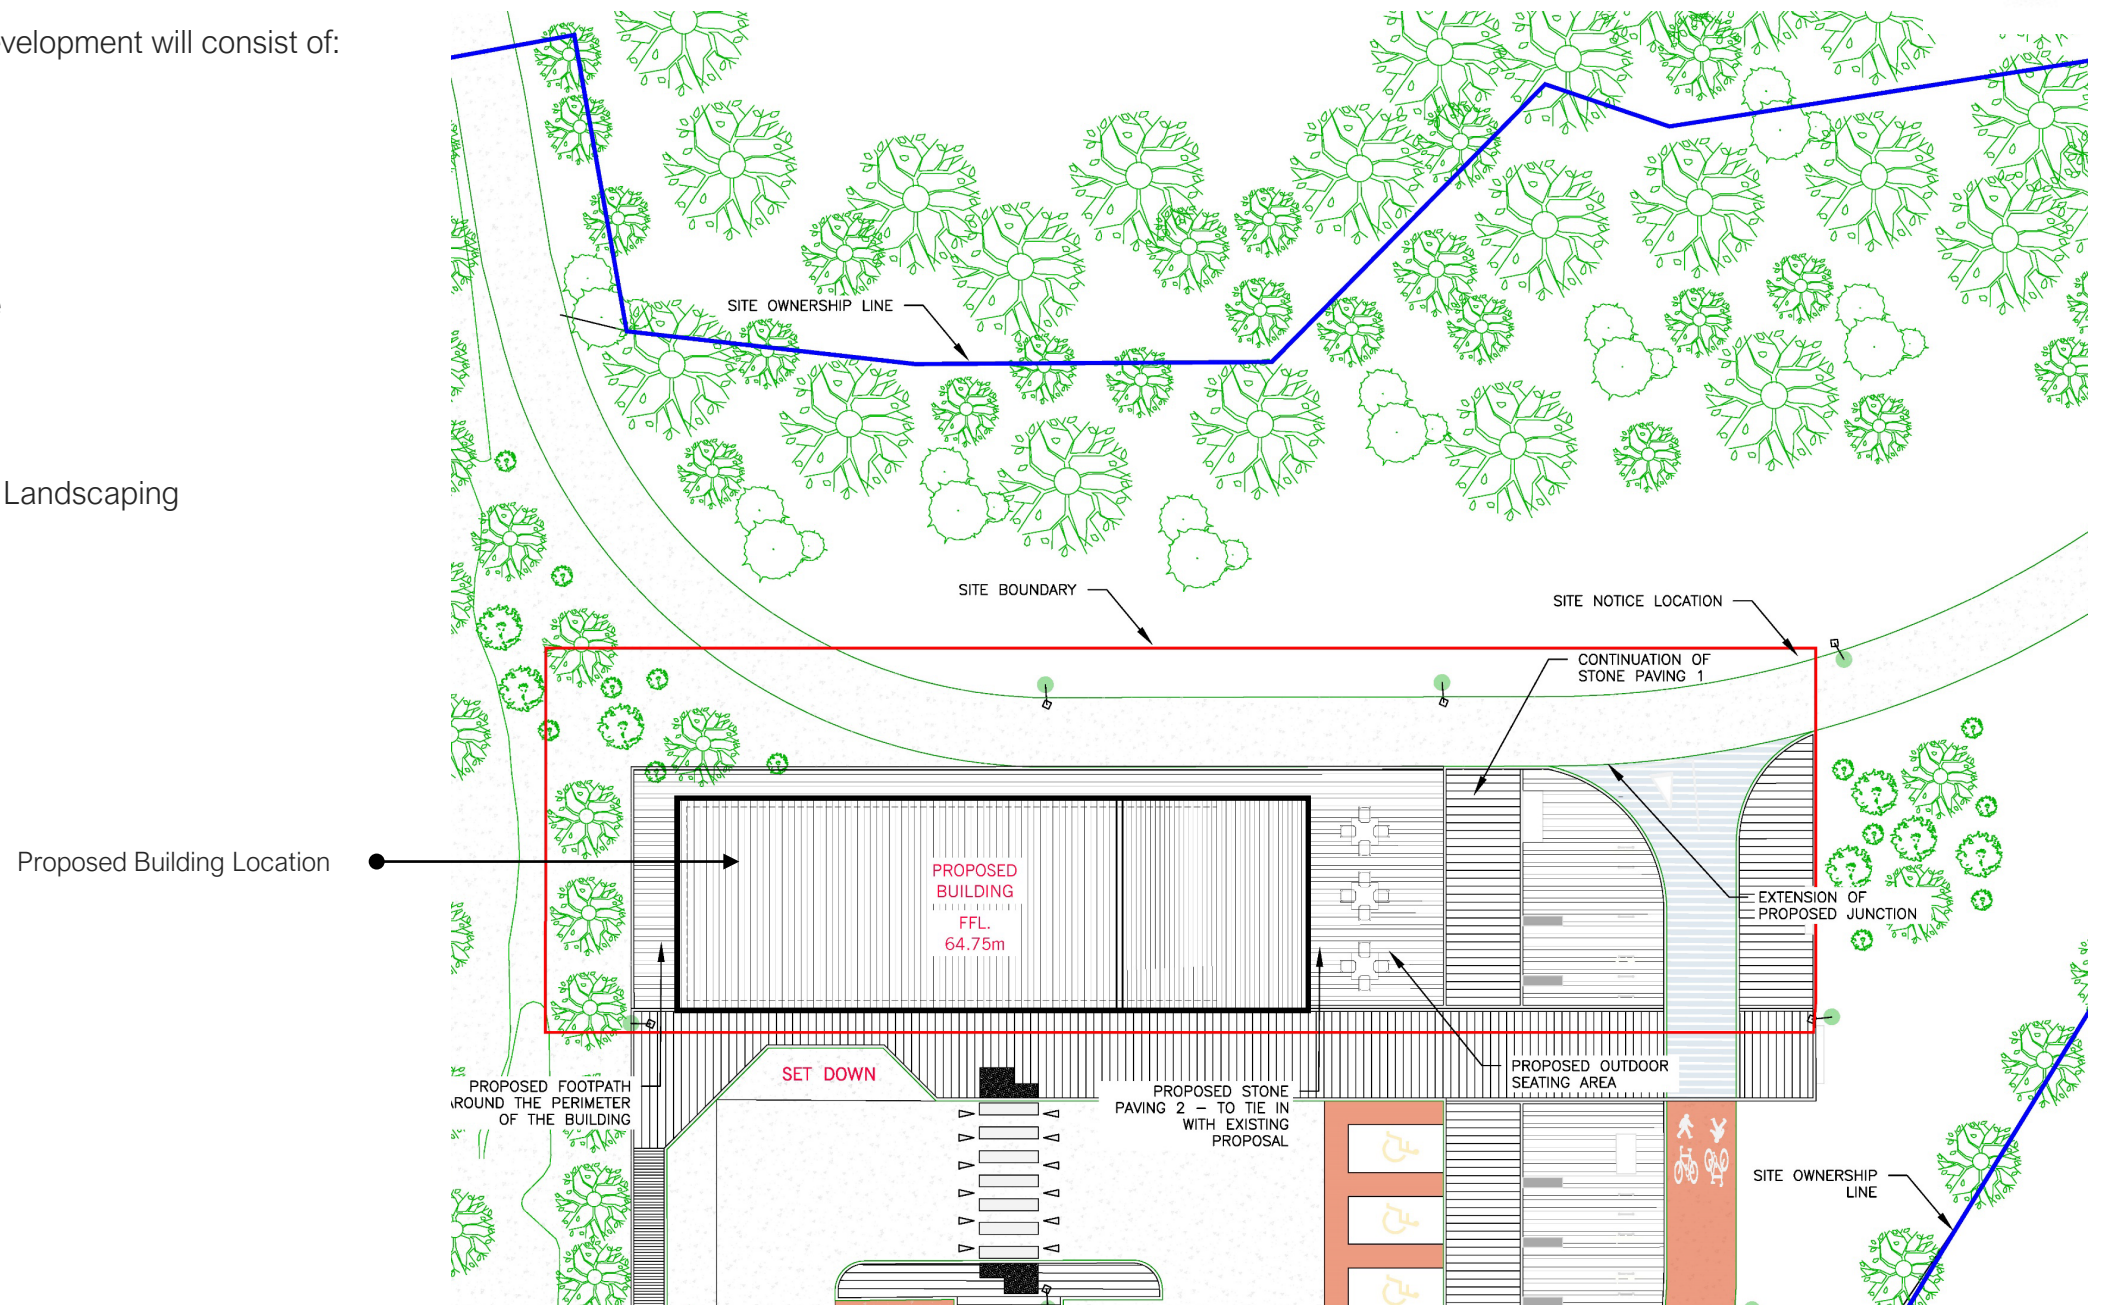 velopment will consist of:
Landscaping
Proposed Building Location
SITE OWNERSHIP LINE
SITE BOUNDARY
SITE NOTICE LOCATION
CONTINUATION OF
STONE PAVING 1
PROPOSED
BUILDING
FFL.
64.75m
EXTENSION OF
PROPOSED JUNCTION
SET DOWN
PROPOSED FOOTPATH
AROUND THE PERIMETER
OF THE BUILDING
PROPOSED STONE
PAVING 2 – TO TIE IN
WITH EXISTING
PROPOSAL
PROPOSED OUTDOOR
SEATING AREA
SITE OWNERSHIP
LINE